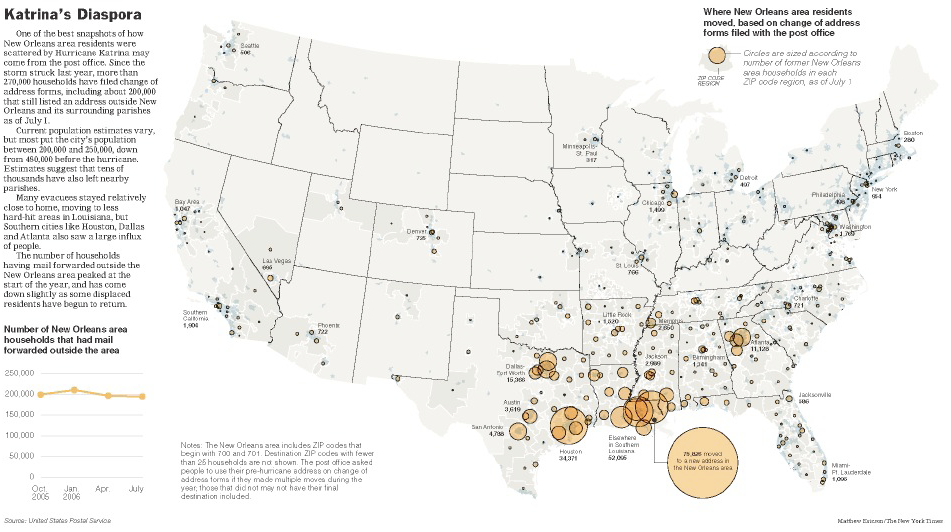 Katrina's Diaspora
One of the best snapshots of how
New Orleans area residents were
scattered by Hurricane Katrina may
come from the post office. Since the
storm struck last year, more than
270,000 households have filed change of
address forms, including about 200,000
that still listed an address outside New
Orleans and its surrounding parishes
as of July 1.
Current population estimates vary,
but most put the city's population
between 200,000 and 250,000, down
from 480,000 before the hurricane.
Estimates suggest that tens of
thousands have also left nearby
parishes.
Many evacuees stayed relatively
close to home, moving to less
hard-hit areas in Louisiana, but
Southern cities like Houston, Dallas
and Atlanta also saw a large influx
of people.
The number of households
having mail forwarded outside the
New Orleans area peaked at the
start of the year, and has come
down slightly as some displaced
residents have begun to return.
Number of New Orleans area
households that had mail
forwarded outside the area
250,000
200,000
150,000
100,000
50,000
0
Oct.
2005
Jan.
2006
Apr.
July
Source: United States Postal Service
Where New Orleans area residents
moved, based on change of address
forms filed with the post office
ZIP CODE
REGION
Circles are sized according to
number of former New Orleans
area households in each
ZIP code region, as of July 1
Seattle
Minneapolis-
St. Paul
Boston
280
Detroit
Chicago
New York
Philadelphia
Washington
Bay Area
1,047
Denver
Las Vegas
St. Louis
766
Southern
California
Phoenix
722
Charlotte
721
Little Rock
Memphis
Atlanta
11,126
Birmingham
Jackson
Dallas-
Fort Worth
Austin
San Antonio
Houston
34,371
Elsewhere
in Southern
Louisiana
52,095
moved
to a new address in
the New Orleans area
Jacksonville
Miami-
Ft. Lauderdale
Notes: The New Orleans area includes ZIP codes that
begin with 700 and 701. Destination ZIP codes with fewer
than 25 households are not shown. The post office asked
people to use their pre-hurricane address on change of
address forms if they made multiple moves during the
year; those that did not may not have their final
destination included.
Matthew Ericson/The New York Times